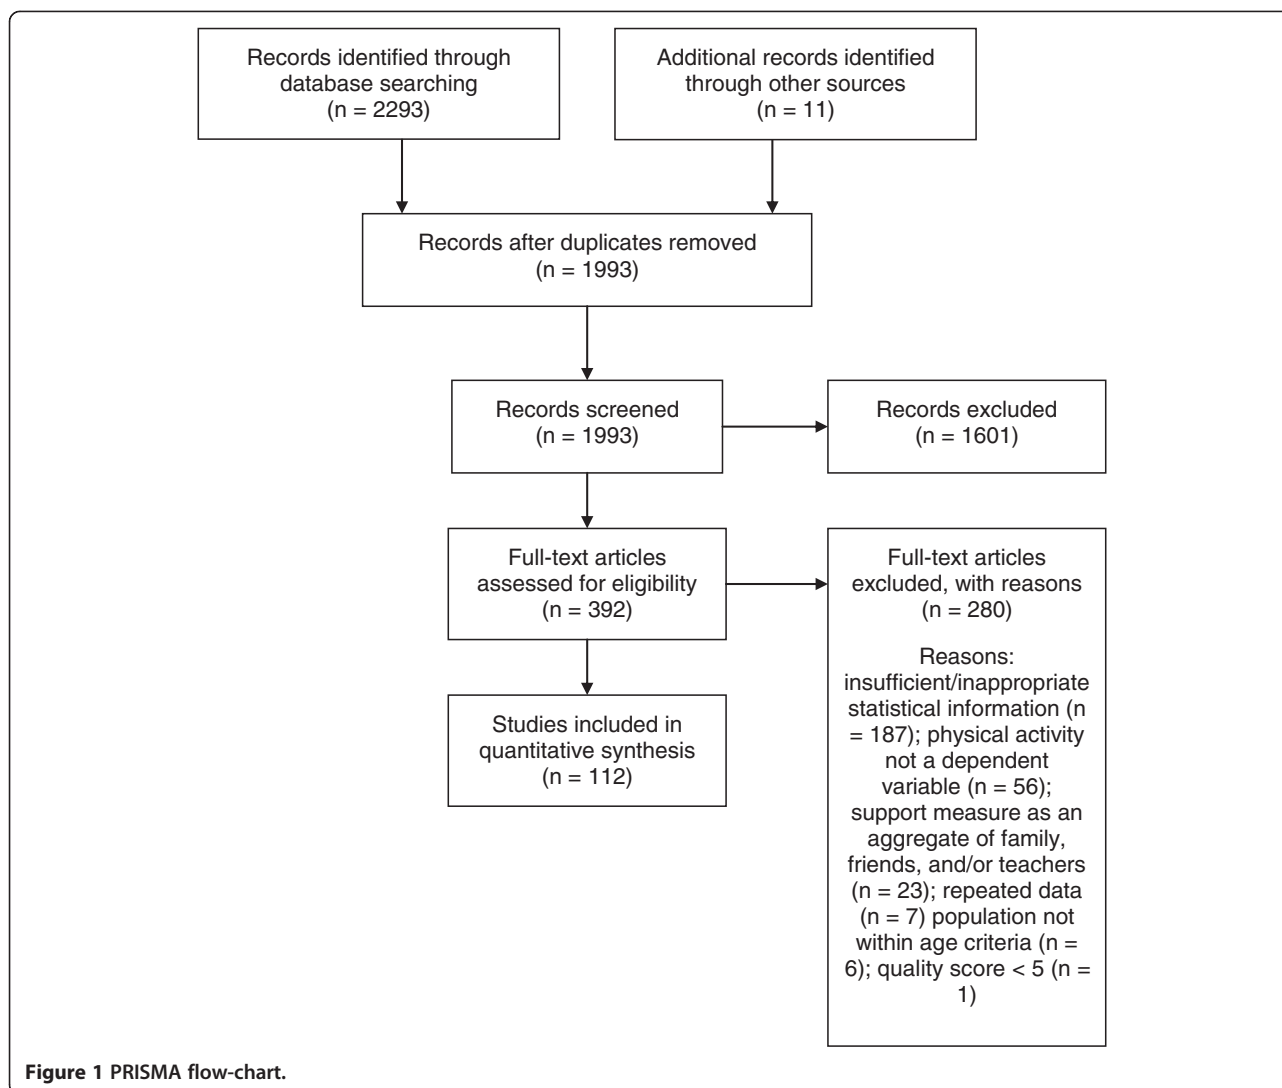 Records identified through
database searching
(n = 2293)
Additional records identified
through other sources
(n = 11)
Records after duplicates removed
(n = 1993)
Records screened
(n = 1993)
Records excluded
(n = 1601)
Full-text articles
assessed for eligibility
(n = 392)
Full-text articles
excluded, with reasons
(n = 280)
Reasons:
insufficient/inappropriate
statistical information (n
= 187); physical activity
not a dependent
variable (n = 56);
support measure as an
aggregate of family,
friends, and/or teachers
(n = 23); repeated data
(n = 7) population not
within age criteria (n =
6); quality score < 5 (n =
1)
Studies included in
quantitative synthesis
(n = 112)
Figure 1 PRISMA flow-chart.